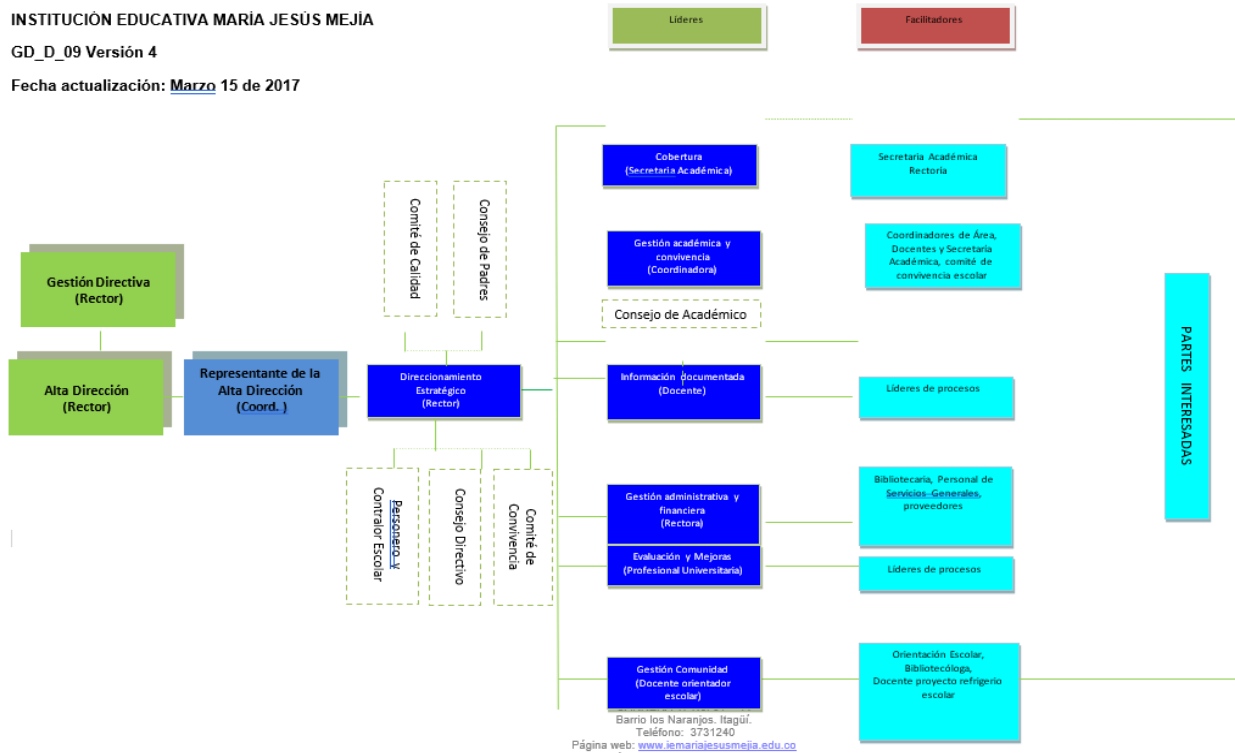 INSTITUCIÓN EDUCATIVA MARÍA JESÚS MEJÍA
GD_D_09 Versión 4
Fecha actualización: Marzo 15 de 2017
Líderes
Facilitadores
Cobertura
(Secretaria Académica)
Secretaria Académica
Rectoría
Comité de Calidad
Consejo de Padres
Gestión académica y
convivencia
(Coordinadora)
Coordinadores de Área,
Docentes y Secretaria
Académica, comité de
convivencia escolar
Gestión Directiva
(Rector)
Consejo de Académico
PARTES INTERESADAS
Alta Dirección
(Rector)
Representante de la
Alta Dirección
(Coord. )
Direccionamiento
Estratégico
(Rector)
Información documentada
(Docente)
Líderes de procesos
Personero y
Contralor Escolar
Consejo Directivo
Comité de
Convivencia
Gestión administrativa y
financiera
(Rectora)
Bibliotecaria, Personal de
Servicios Generales,
proveedores
Evaluación y Mejoras
(Profesional Universitaria)
Líderes de procesos
Gestión Comunidad
(Docente orientador
escolar)
Orientación Escolar,
Bibliotecóloga,
Docente proyecto refrigerio
escolar
Barrio los Naranjos. Itagüí.
Teléfono: 3731240
Página web: www.iemariajesusmejia.edu.co